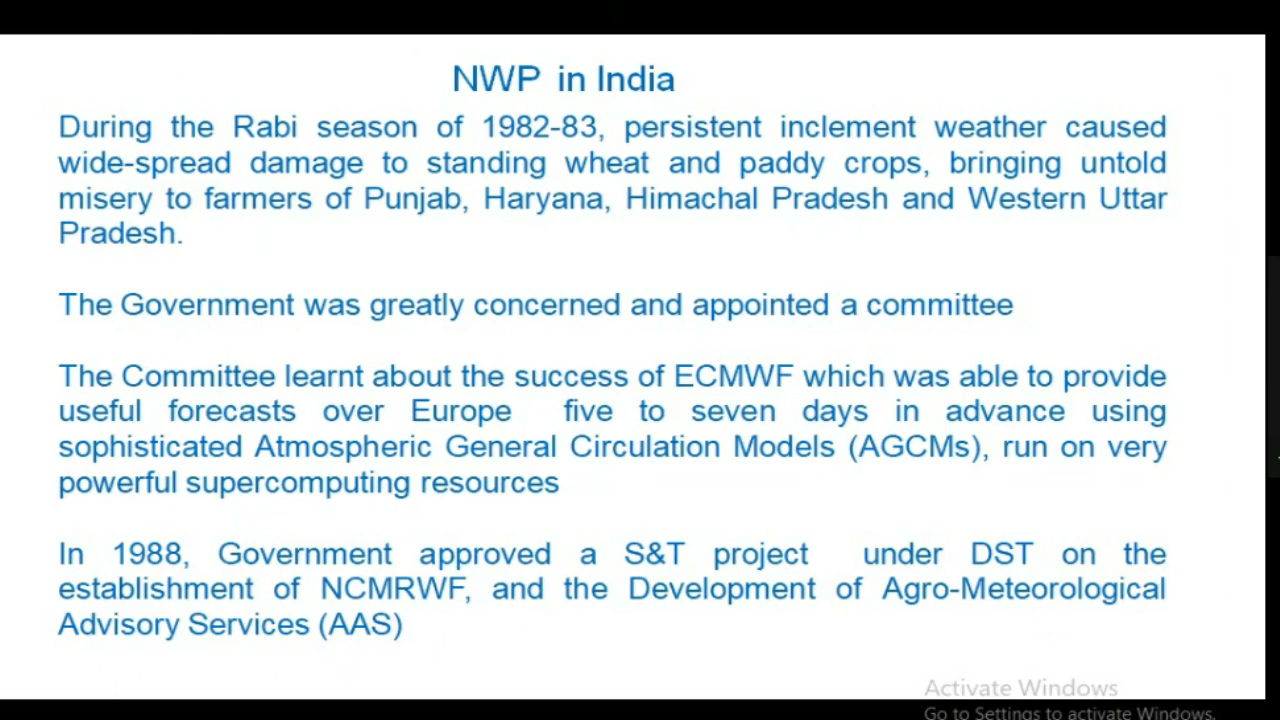 NWP in India
During the Rabi season of 1982-83, persistent inclement weather caused
wide-spread damage to standing wheat and paddy crops, bringing untold
misery to farmers of Punjab, Haryana, Himachal Pradesh and Western Uttar
Pradesh.
The Government was greatly concerned and appointed a committee
The Committee learnt about the success of ECMWF which was able to provide
useful forecasts over Europe five to seven days in advance using
sophisticated Atmospheric General Circulation Models (AGCMs), run on very
powerful supercomputing resources
In 1988, Government approved a S&T project under DST on the
establishment of NCMRWF, and the Development of Agro-Meteorological
Advisory Services (AAS)
Activate Windows
Go to Settings to activate Windows.